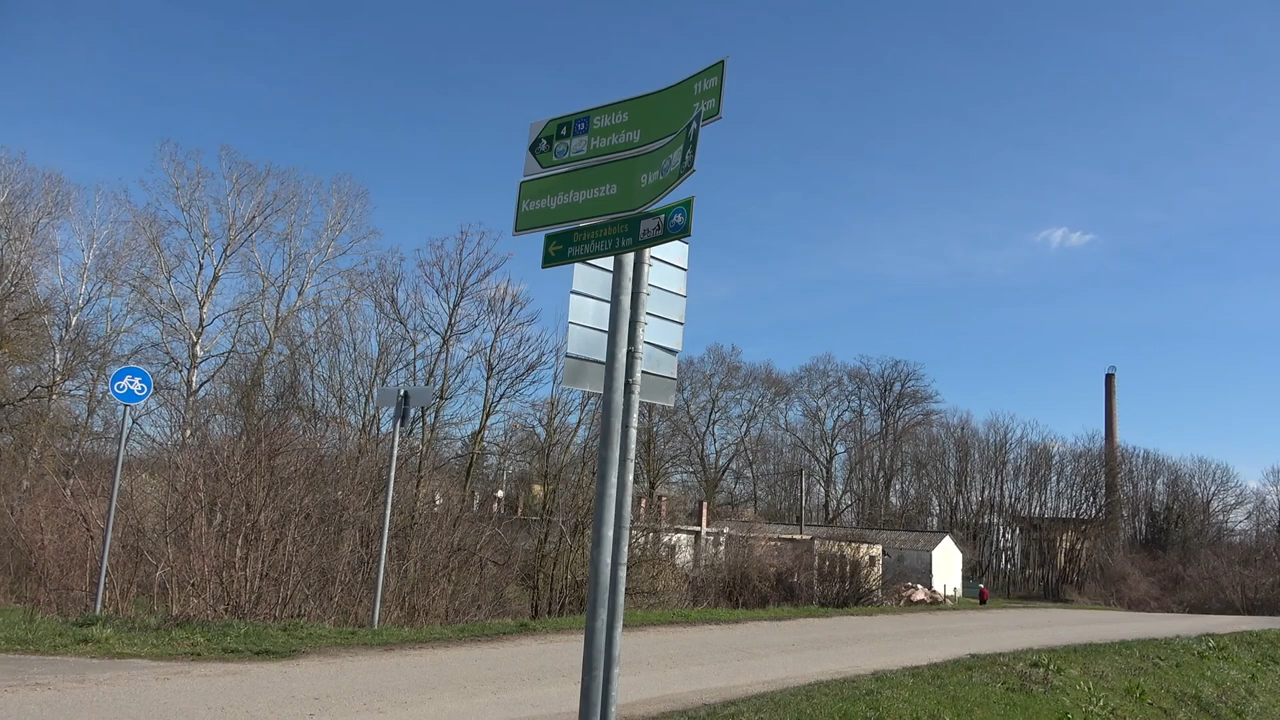 4 13 Siklós 11 km
Harkány 7 km
Keselyősfapuszta 9 km
Drávaszabolcs
PIHENŐHELY 3 km